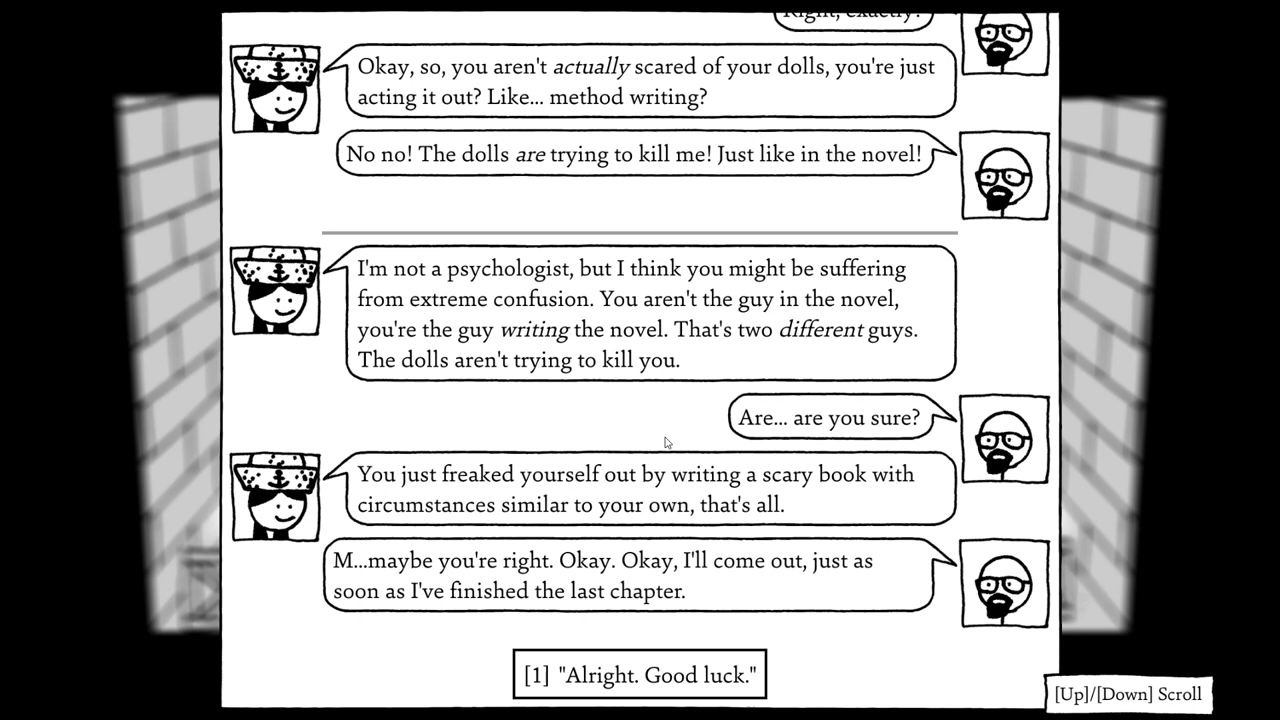 Right, exactly!
Okay, so, you aren't actually scared of your dolls, you're just
acting it out? Like... method writing?
No no! The dolls are trying to kill me! Just like in the novel!
I'm not a psychologist, but I think you might be suffering
from extreme confusion. You aren't the guy in the novel,
you're the guy writing the novel. That's two different guys.
The dolls aren't trying to kill you.
Are... are you sure?
You just freaked yourself out by writing a scary book with
circumstances similar to your own, that's all.
M...maybe you're right. Okay. Okay, I'll come out, just as
soon as I've finished the last chapter.
[1] "Alright. Good luck."
[Up]/[Down] Scroll